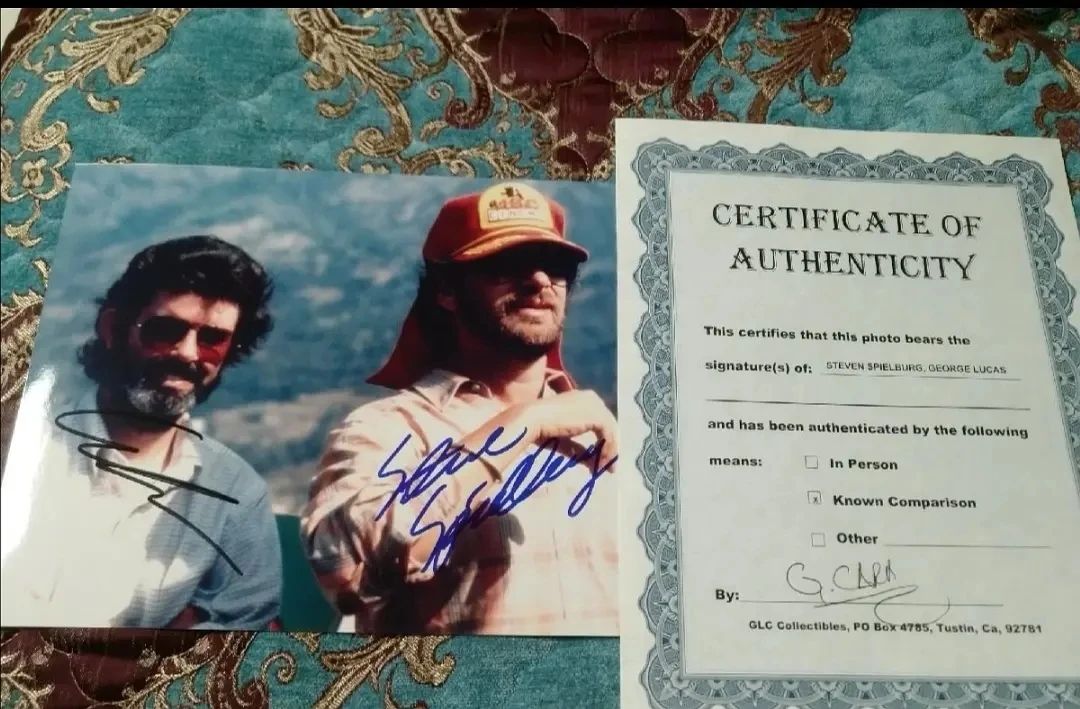 Steve
Spielberg
CERTIFICATE OF
AUTHENTICITY
This certifies that this photo bears the
signature(s) of: STEVEN SPIELBURG, GEORGE LUCAS
and has been authenticated by the following
means: In Person
x Known Comparison
Other
By: G. CARR
GLC Collectibles, PO Box 4785, Tustin, Ca, 92781